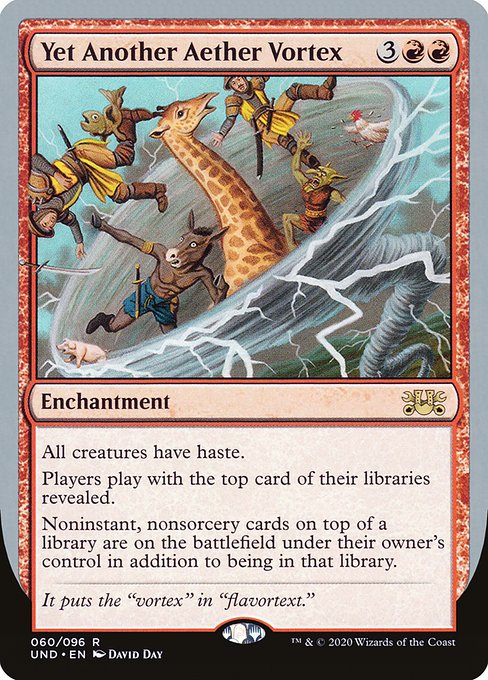 Yet Another Aether Vortex 3
Enchantment
All creatures have haste.
Players play with the top card of their libraries
revealed.
Noninstant, nonsorcery cards on top of a
library are on the battlefield under their owner's
control in addition to being in that library.
It puts the "vortex" in "flavortext."
060/096 R
UND • EN DAVID DAY
™ & © 2020 Wizards of the Coast